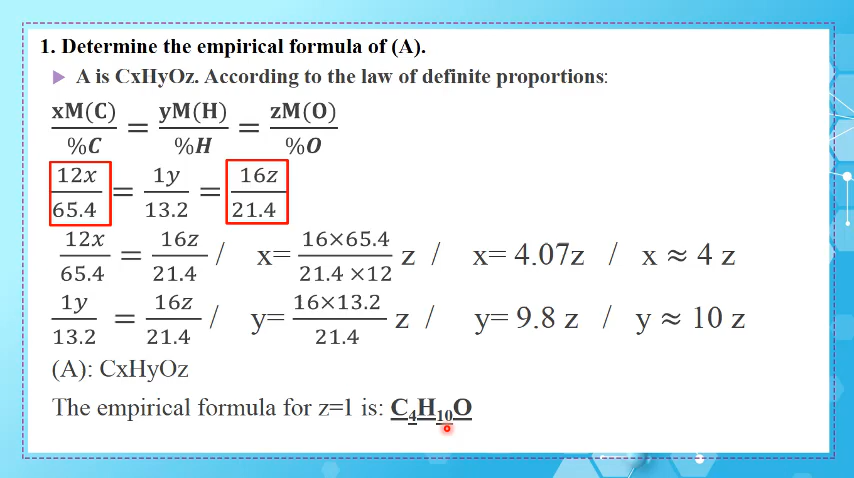 1. Determine the empirical formula of (A).
A is CxHyOz. According to the law of definite proportions:
xM(C)/%C = yM(H)/%H = zM(O)/%O
12x/65.4 = 1y/13.2 = 16z/21.4
12x/65.4 = 16z/21.4 / x= 16×65.4/21.4 ×12 z / x= 4.07z / x ≈ 4 z
1y/13.2 = 16z/21.4 / y= 16×13.2/21.4 z / y= 9.8 z / y ≈ 10 z
(A): CxHyOz
The empirical formula for z=1 is: C₄H₁₀O